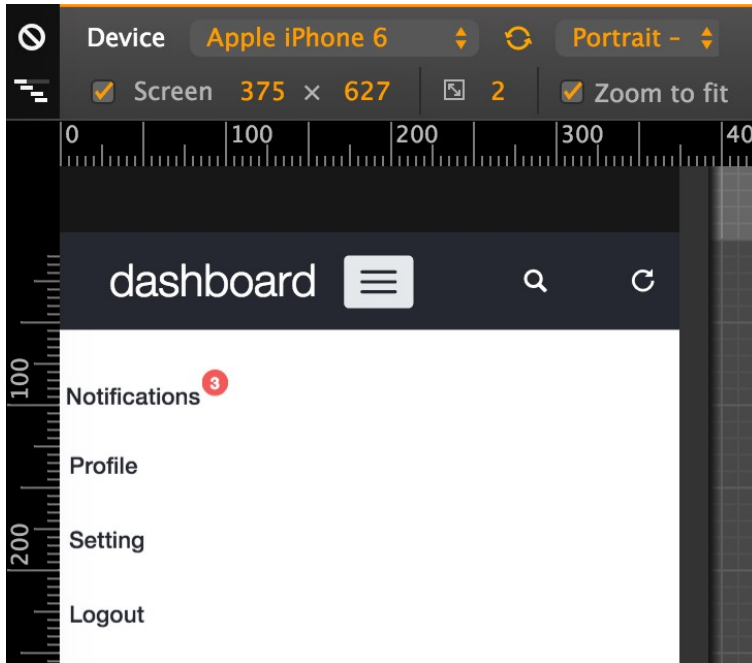 Device Apple iPhone 6 Portrait –
Screen 375 × 627 2 Zoom to fit
0 100 200 300 40
dashboard
100
Notifications 3
Profile
Setting
200
Logout